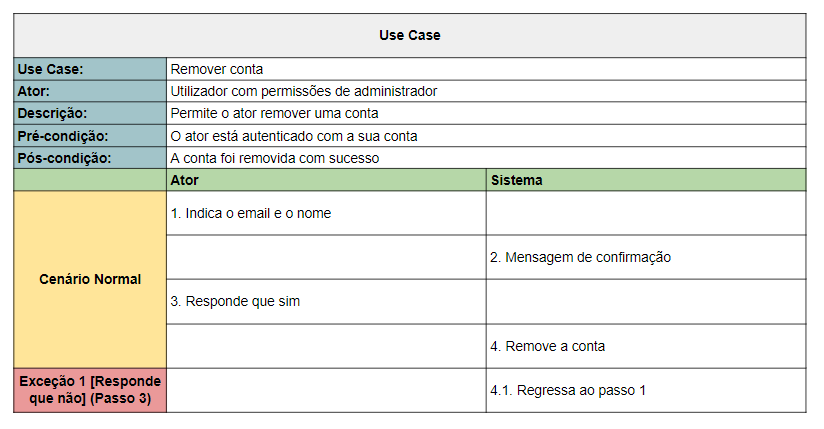 Use Case
Use Case: Remover conta
Ator: Utilizador com permissões de administrador
Descrição: Permite o ator remover uma conta
Pré-condição: O ator está autenticado com a sua conta
Pós-condição: A conta foi removida com sucesso
Ator Sistema
Cenário Normal
1. Indica o email e o nome
2. Mensagem de confirmação
3. Responde que sim
4. Remove a conta
Exceção 1 [Responde
que não] (Passo 3)
4.1. Regressa ao passo 1